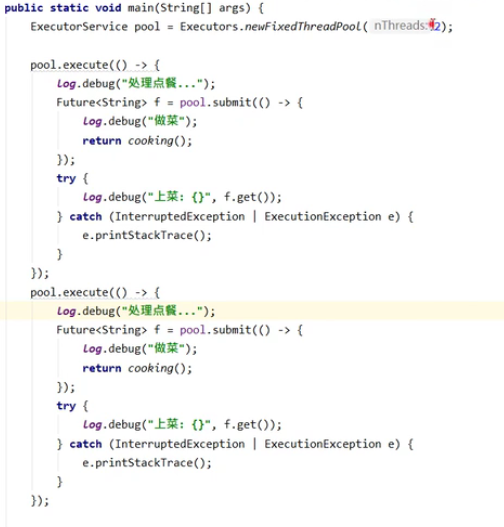 public static void main(String[] args) {
ExecutorService pool = Executors.newFixedThreadPool( nThreads: 2);
pool.execute(() -> {
log.debug("处理点餐...");
Future<String> f = pool.submit(() -> {
log.debug("做菜");
return cooking();
});
try {
log.debug("上菜: {}", f.get());
} catch (InterruptedException | ExecutionException e) {
e.printStackTrace();
}
});
pool.execute(() -> {
log.debug("处理点餐...");
Future<String> f = pool.submit(() -> {
log.debug("做菜");
return cooking();
});
try {
log.debug("上菜: {}", f.get());
} catch (InterruptedException | ExecutionException e) {
e.printStackTrace();
}
});